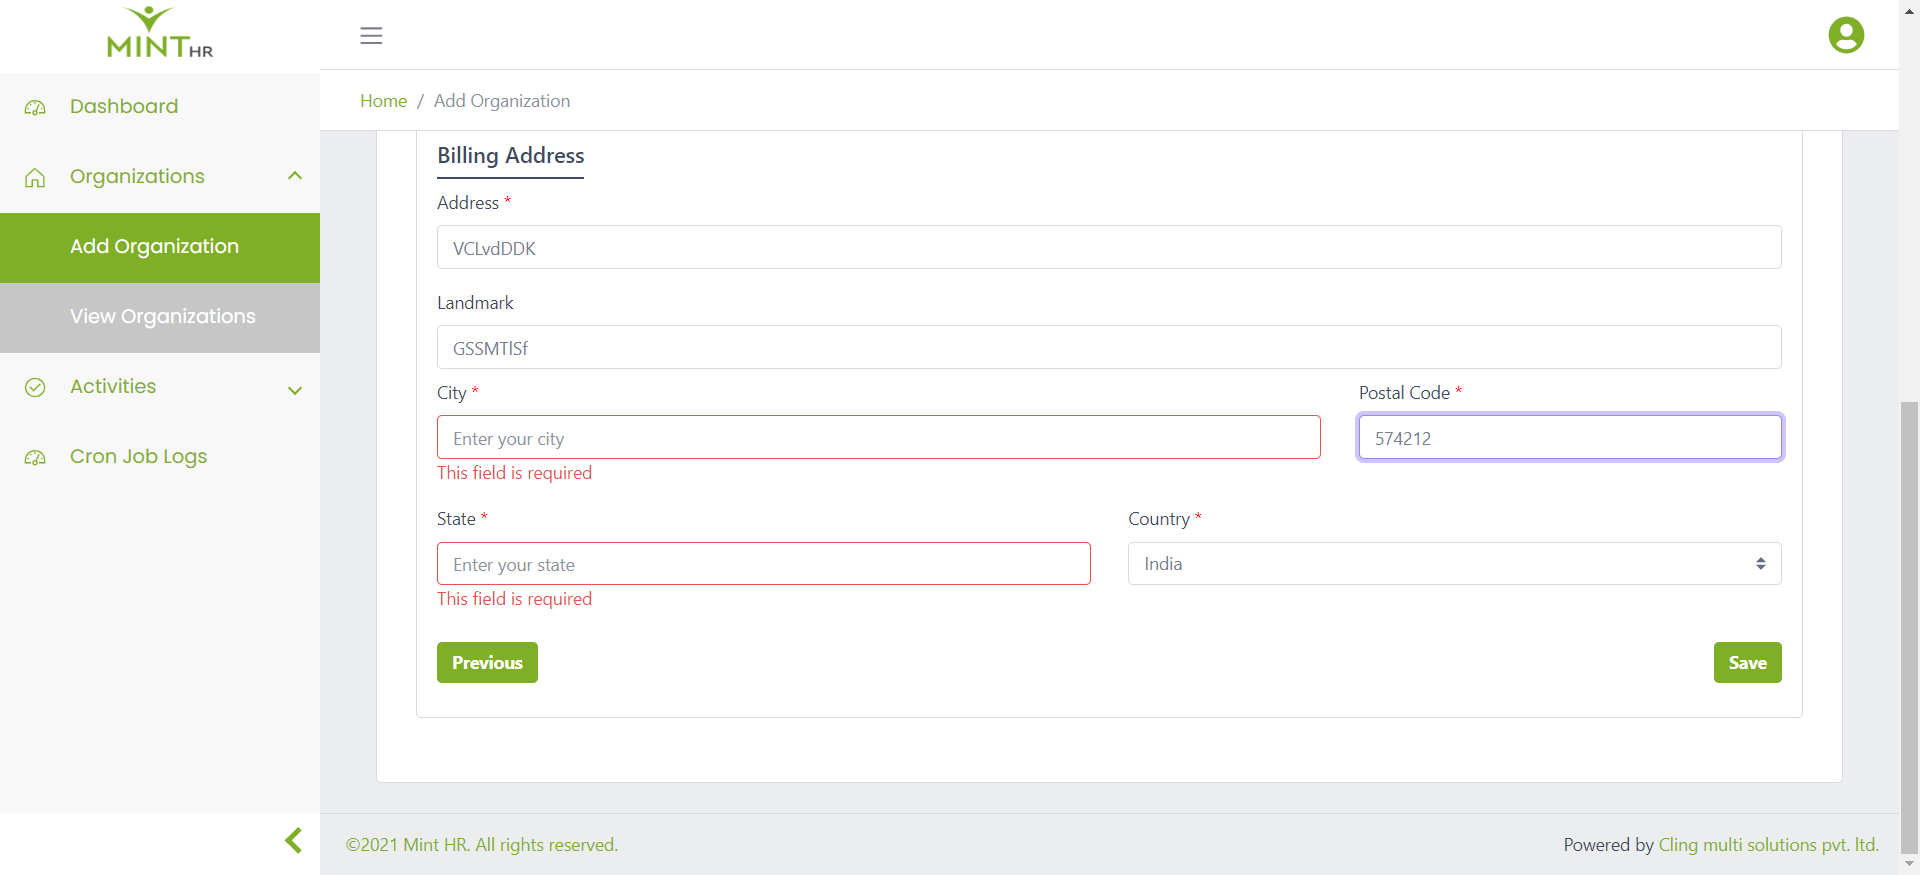 MINT HR
Dashboard
Organizations
Add Organization
View Organizations
Activities
Cron Job Logs
Home / Add Organization
Billing Address
Address *
VCLvdDDK
Landmark
GSSMTlSf
City *
Postal Code *
Enter your city
574212
This field is required
State *
Country *
Enter your state
India
This field is required
Previous
Save
©2021 Mint HR. All rights reserved.
Powered by Cling multi solutions pvt. ltd.